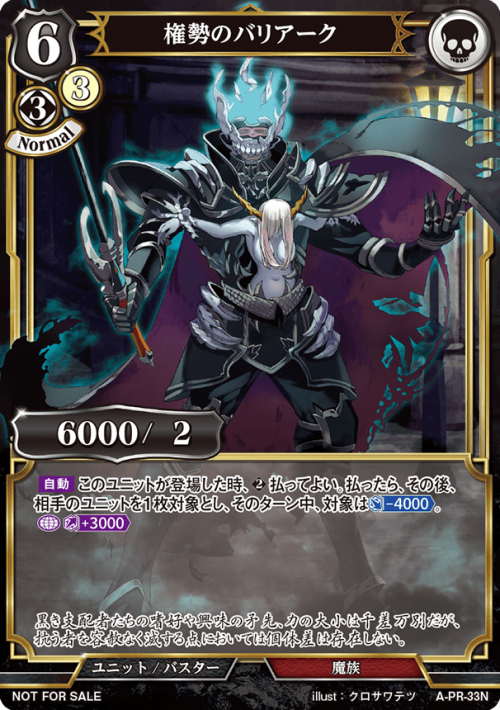 6
権勢のバリアーク
3
3
Normal
6000/ 2
自動 このユニットが登場した時、2払ってよい。払ったら、その後、
相手のユニットを1枚対象とし、そのターン中、対象は-4000。
+3000
黒き支配者たちの嗜好や興味の矛先、力の大小は千差万別だが、
抗う者を容赦なく滅する点においては個体差は存在しない。
ユニット / バスター
魔族
NOT FOR SALE
illust：クロサワテツ
A-PR-33N